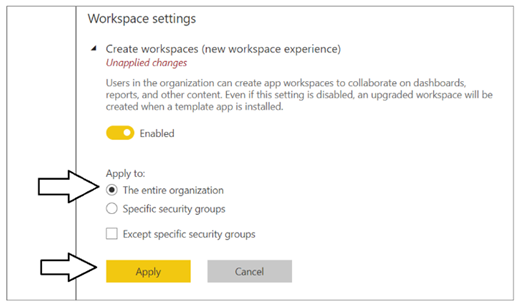 Workspace settings
Create workspaces (new workspace experience)
Unapplied changes
Users in the organization can create app workspaces to collaborate on dashboards,
reports, and other content. Even if this setting is disabled, an upgraded workspace will be
created when a template app is installed.
Enabled
Apply to:
The entire organization
Specific security groups
Except specific security groups
Apply Cancel